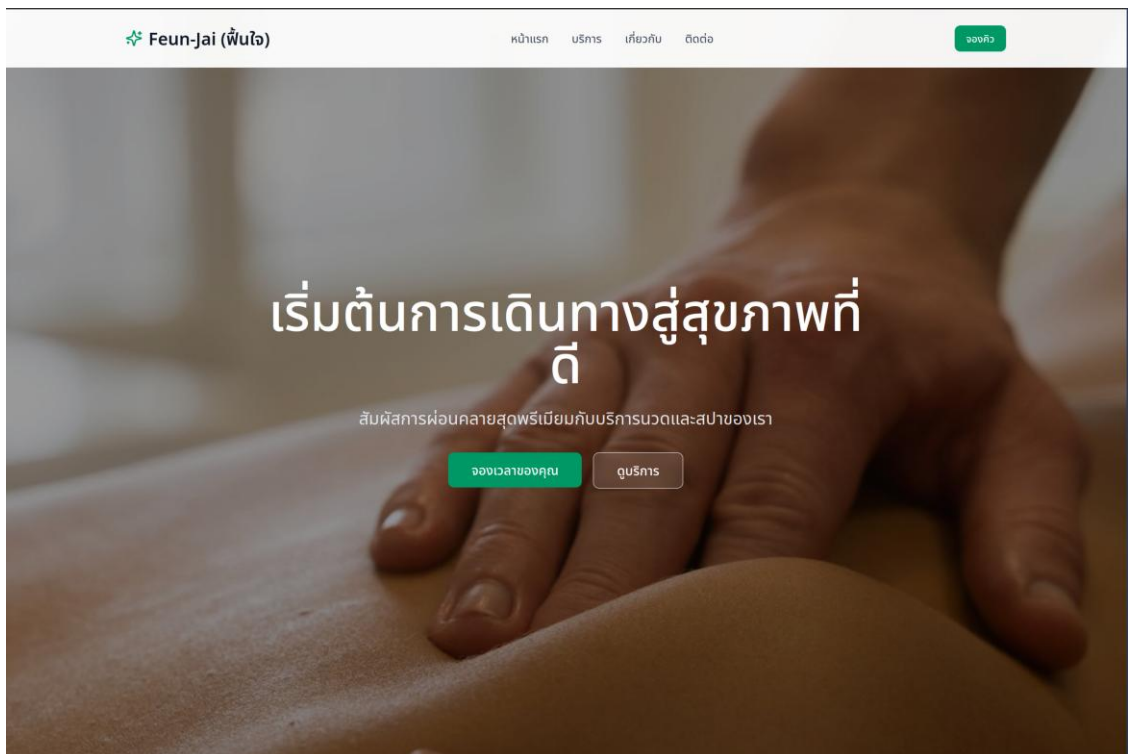 Feun-Jai (ฟื้นใจ)
หน้าแรก บริการ เกี่ยวกับ ติดต่อ
จองคิว
เริ่มต้นการเดินทางสู่สุขภาพที่
ดี
สัมผัสการผ่อนคลายสุดพรีเมียมกับบริการนวดและสปาของเรา
จองเวลาของคุณ
ดูบริการ